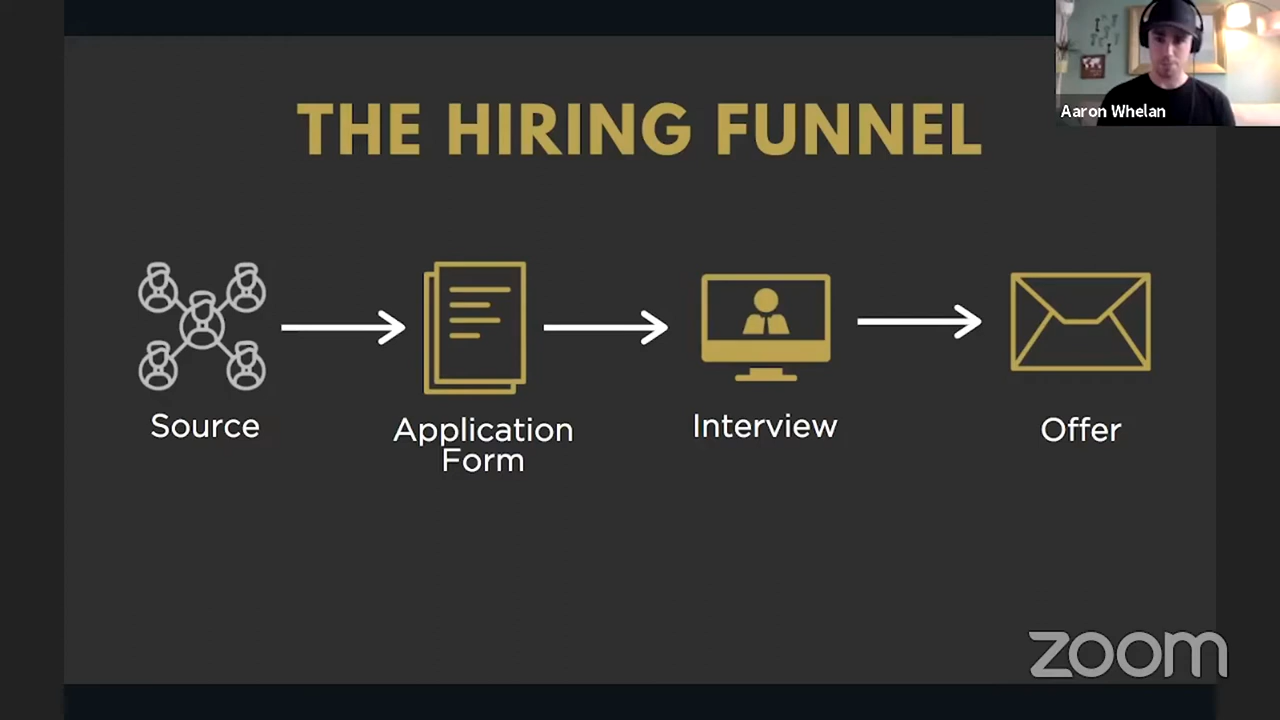 THE HIRING FUNNEL
Aaron Whelan
Source
Application
Form
Interview
Offer
zoom